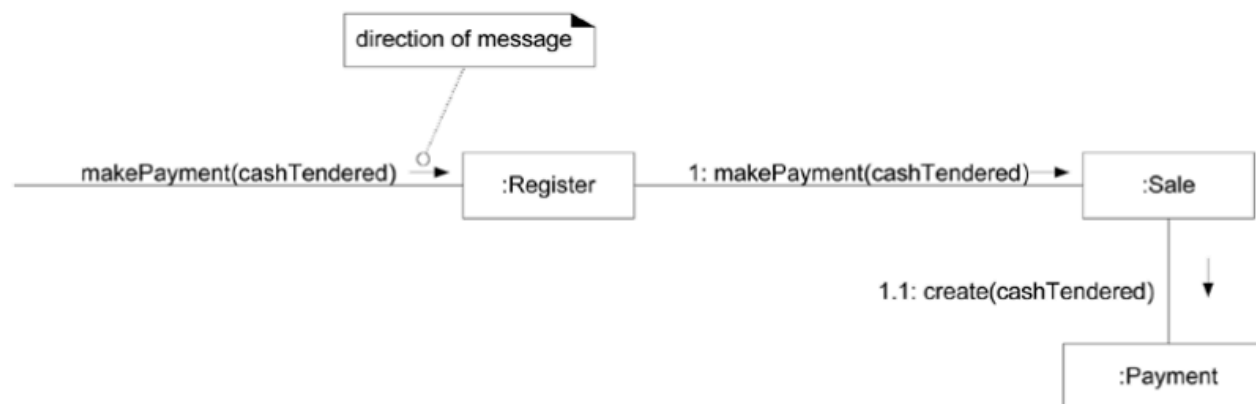 direction of message
makePayment(cashTendered)
:Register
1: makePayment(cashTendered)
:Sale
1.1: create(cashTendered)
:Payment